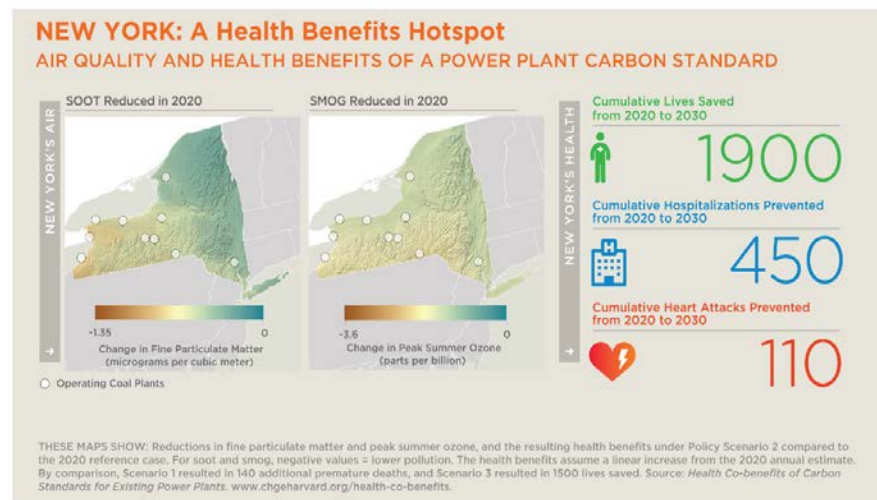 NEW YORK: A Health Benefits Hotspot
AIR QUALITY AND HEALTH BENEFITS OF A POWER PLANT CARBON STANDARD
NEW YORK'S AIR
SOOT Reduced in 2020
-1.35
0
Change in Fine Particulate Matter
(micrograms per cubic meter)
Operating Coal Plants
SMOG Reduced in 2020
-3.6
0
Change in Peak Summer Ozone
(parts per billion)
NEW YORK'S HEALTH
Cumulative Lives Saved
from 2020 to 2030
1900
Cumulative Hospitalizations Prevented
from 2020 to 2030
H
450
Cumulative Heart Attacks Prevented
from 2020 to 2030
110
THESE MAPS SHOW: Reductions in fine particulate matter and peak summer ozone, and the resulting health benefits under Policy Scenario 2 compared to
the 2020 reference case. For soot and smog, negative values = lower pollution. The health benefits assume a linear increase from the 2020 annual estimate.
By comparison, Scenario 1 resulted in 140 additional premature deaths, and Scenario 3 resulted in 1500 lives saved. Source: Health Co-benefits of Carbon
Standards for Existing Power Plants. www.chgeharvard.org/health-co-benefits.